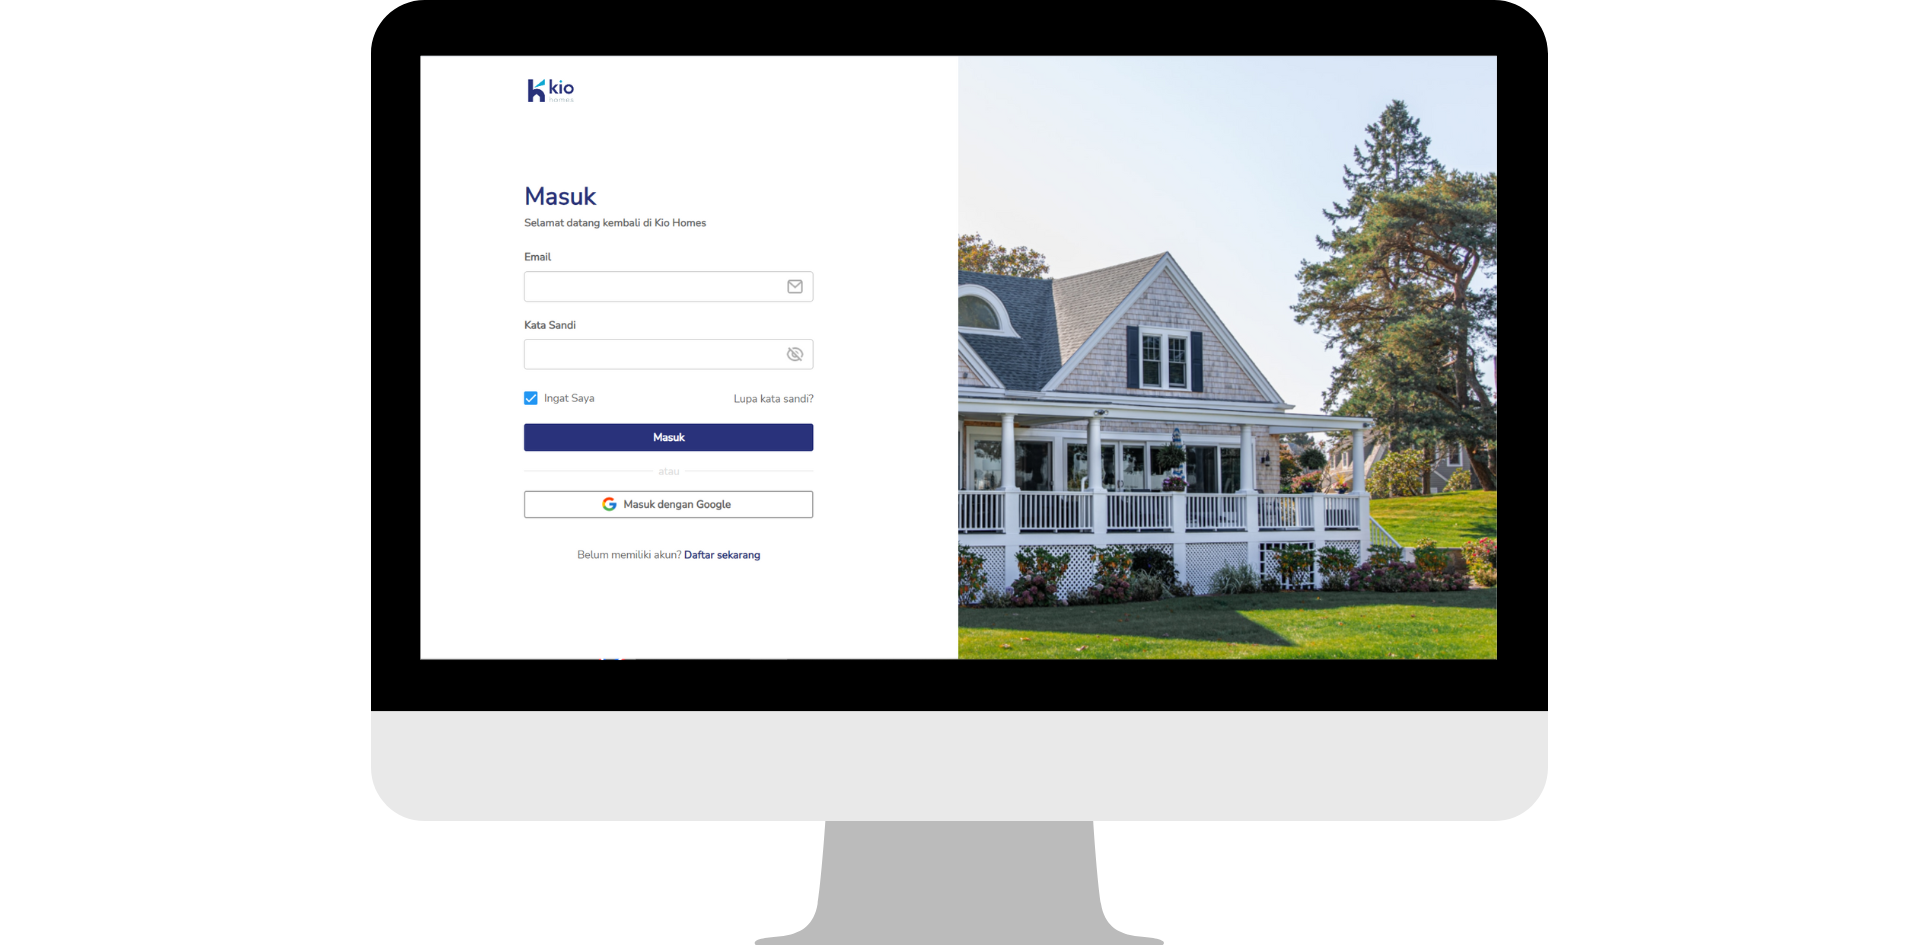 kio
homes
Masuk
Selamat datang kembali di Kio Homes
Email
Kata Sandi
Ingat Saya
Lupa kata sandi?
Masuk
atau
Masuk dengan Google
Belum memiliki akun? Daftar sekarang